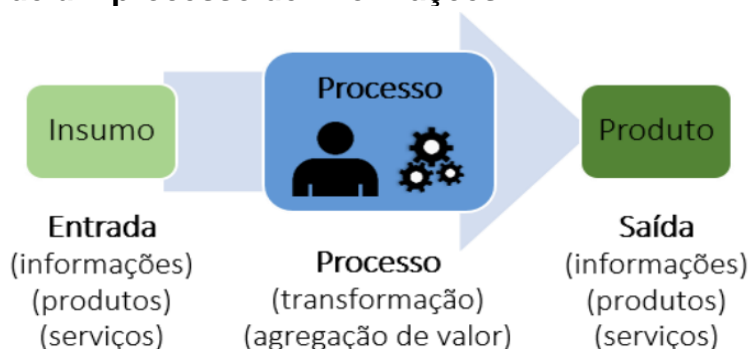 Insumo
Processo
Produto
Entrada
(informações)
(produtos)
(serviços)
Processo
(transformação)
(agregação de valor)
Saída
(informações)
(produtos)
(serviços)